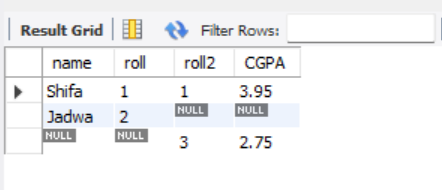 Result Grid Filter Rows:
name roll roll2 CGPA
Shifa 1 1 3.95
Jadwa 2 NULL NULL
NULL NULL 3 2.75